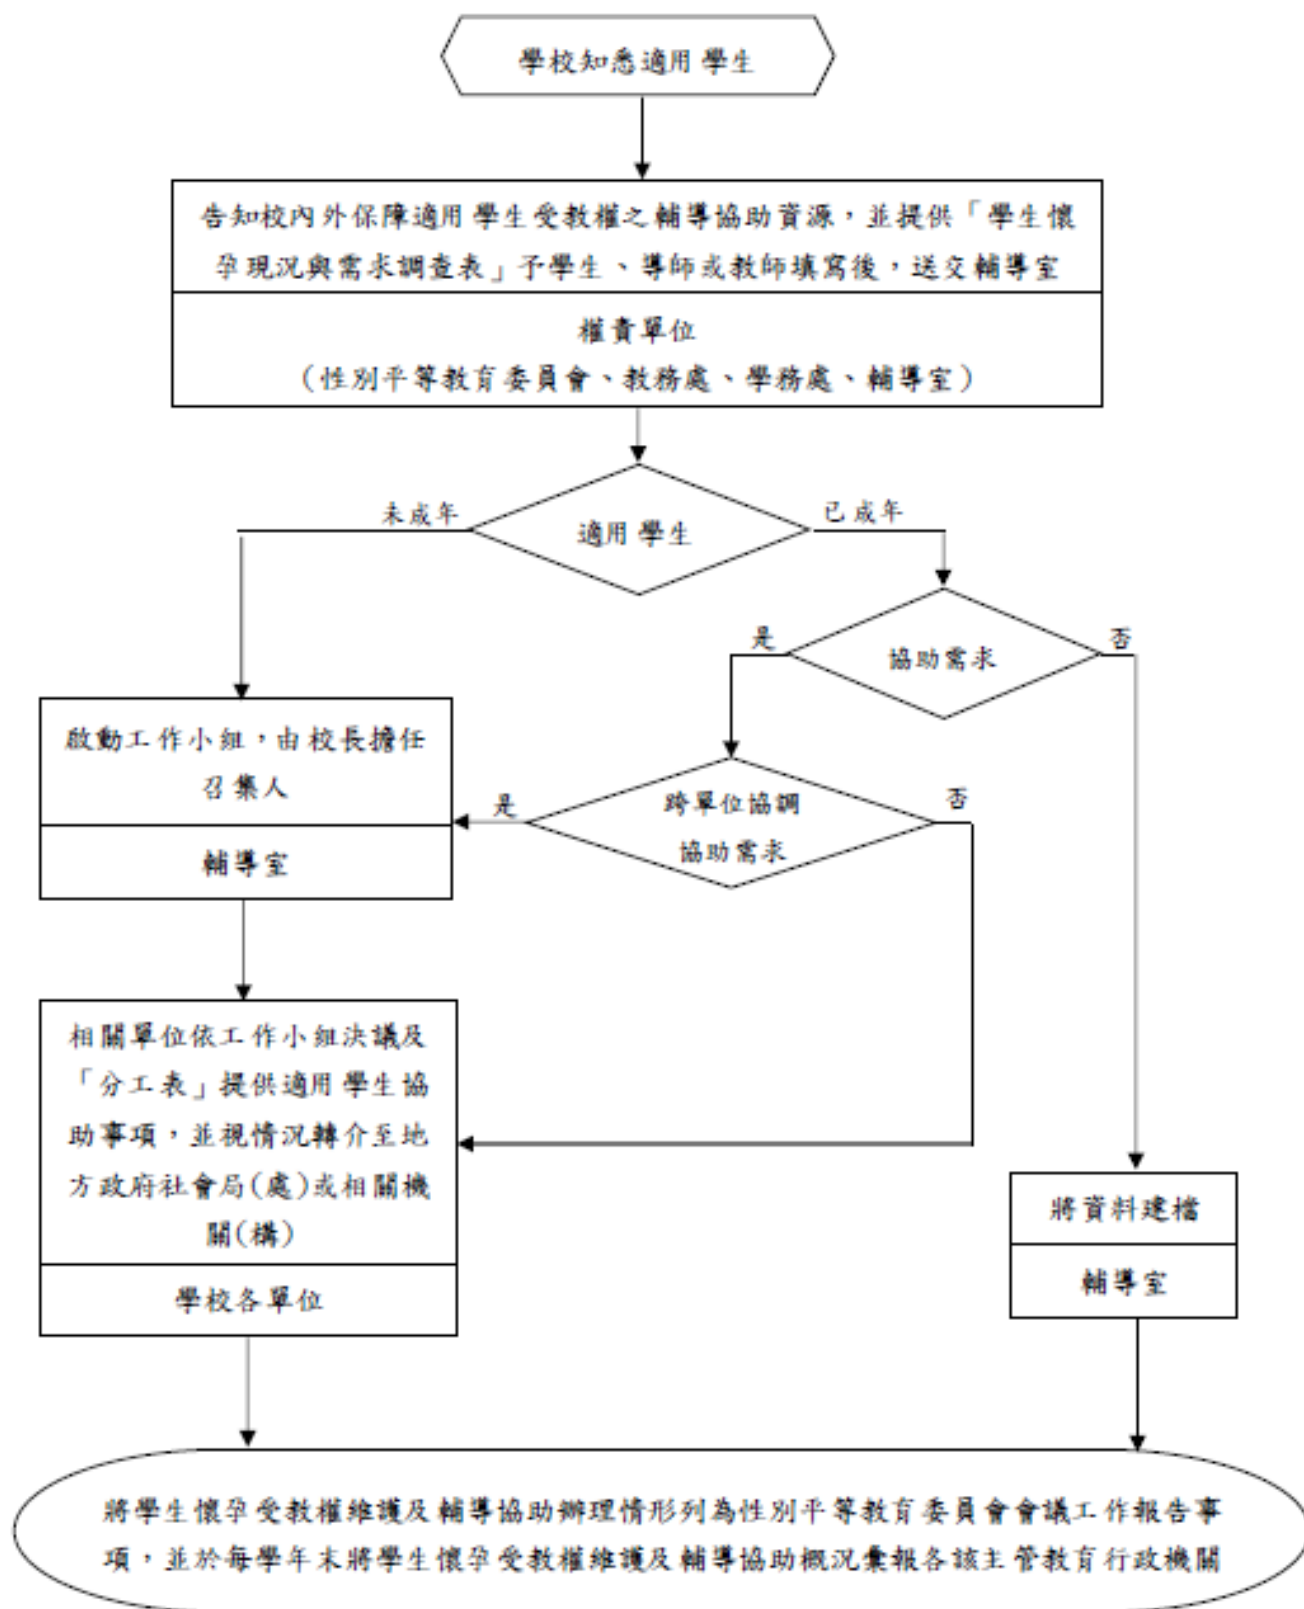 學校知悉適用學生
告知校內外保障適用學生受教權之輔導協助資源，並提供「學生懷
孕現況與需求調查表」予學生、導師或教師填寫後，送交輔導室
權責單位
（性別平等教育委員會、教務處、學務處、輔導室）
未成年
適用學生
已成年
是
協助需求
否
啟動工作小組，由校長擔任
召集人
輔導室
是
跨單位協調
協助需求
否
相關單位依工作小組決議及
「分工表」提供適用學生協
助事項，並視情況轉介至地
方政府社會局(處)或相關機
關(構)
學校各單位
將資料建檔
輔導室
將學生懷孕受教權維護及輔導協助辦理情形列為性別平等教育委員會會議工作報告事
項，並於每學年末將學生懷孕受教權維護及輔導協助概況彙報各該主管教育行政機關